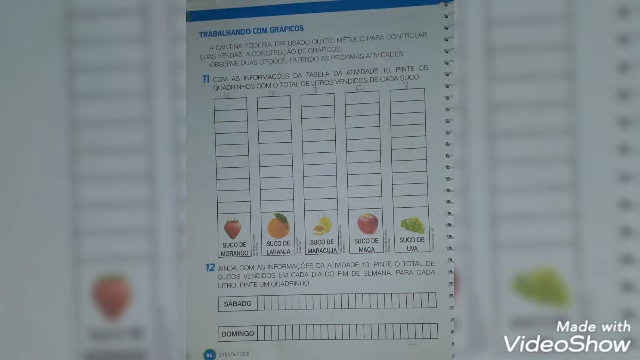 TRABALHANDO COM GRÁFICOS
A CANTINA PODERIA TER USADO OUTRO MÉTODO PARA CONTROLAR
SUAS VENDAS: A CONSTRUÇÃO DE GRÁFICOS.
OBSERVE DUAS OPÇÕES, FAZENDO AS PRÓXIMAS ATIVIDADES.
11 COM AS INFORMAÇÕES DA TABELA DA ATIVIDADE 10, PINTE OS
QUADRINHOS COM O TOTAL DE LITROS VENDIDOS DE CADA SUCO.
SUCO DE MORANGO
SUCO DE LARANJA
SUCO DE MARACUJÁ
SUCO DE MAÇÃ
SUCO DE UVA
12 AINDA COM AS INFORMAÇÕES DA ATIVIDADE 10, PINTE O TOTAL DE
SUCOS VENDIDOS EM CADA DIA DO FIM DE SEMANA. PARA CADA
LITRO, PINTE UM QUADRINHO.
SÁBADO
DOMINGO
Made with
VideoShow